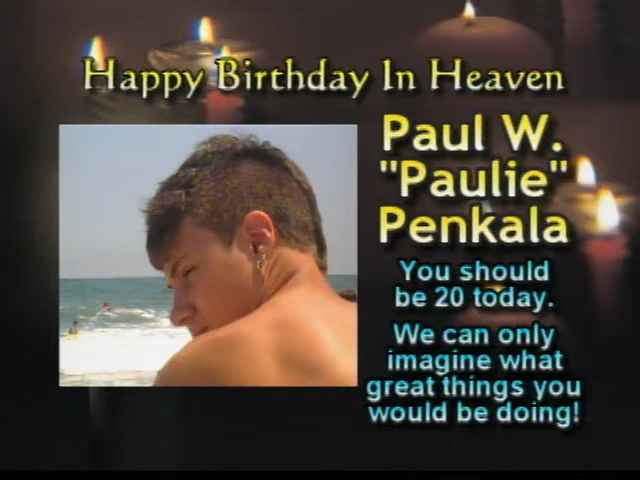 Happy Birthday In Heaven
Paul W.
"Paulie"
Penkala
You should
be 20 today.
We can only
imagine what
great things you
would be doing!